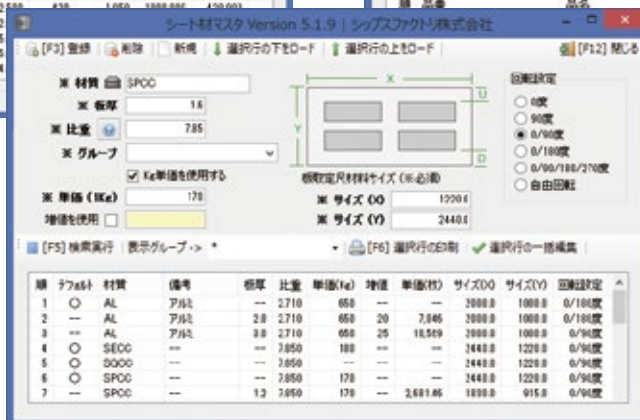 シート材マスタ Version 5.1.9 | シップスファクトリ株式会社
[F3] 登録 削除 新規 選択行の下をロード 選択行の上をロード [F12] 閉じる
※ 材質 SPCC
※ 板厚 1.6
※ 比重 7.85
※ グループ
Kg単価を使用する
※ 単価 (1Kg) 170
増値を使用
X
Y
U
D
板取定尺材料サイズ (※必須)
※ サイズ (X) 1220.0
※ サイズ (Y) 2440.0
回転設定
0度
90度
0/90度
0/180度
0/90/180/270度
自由回転
[F5] 検索実行 表示グループ-> * [F6] 選択行の印刷 選択行の一括編集
順 デフォルト 材質 備考 板厚 比重 単価(Kg) 増値 単価(枚) サイズ(X) サイズ(Y) 回転設定
1 ○ AL アルミ -- 2.710 650 -- -- 2000.0 1000.0 0/180度
2 -- AL アルミ 2.0 2.710 650 20 7,046 2000.0 1000.0 0/180度
3 -- AL アルミ 3.0 2.710 650 25 10,569 2000.0 1000.0 0/90度
4 ○ SECC -- -- 7.850 180 -- -- 2440.0 1220.0 0/90度
5 ○ SGCC -- -- 7.850 -- -- -- 2440.0 1220.0 0/90度
6 ○ SPCC -- -- 7.850 170 -- -- 2440.0 1220.0 0/90度
7 -- SPCC -- 1.2 7.850 170 -- 2,681.46 1830.0 915.0 0/90度